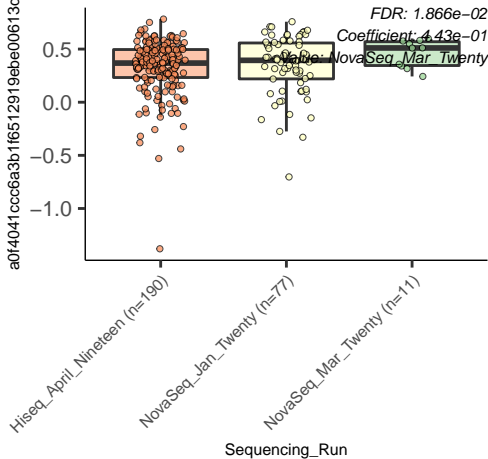 FDR: 1.866e−02
Coefficient: 4.43e−01
Value: NovaSeq_Mar_Twenty
0.5
0.0
−0.5
−1.0
a0f4041ccc6a3b1f6512919ebe00613c
Hiseq_April_Nineteen (n=190)
NovaSeq_Jan_Twenty (n=77)
NovaSeq_Mar_Twenty (n=11)
Sequencing_Run